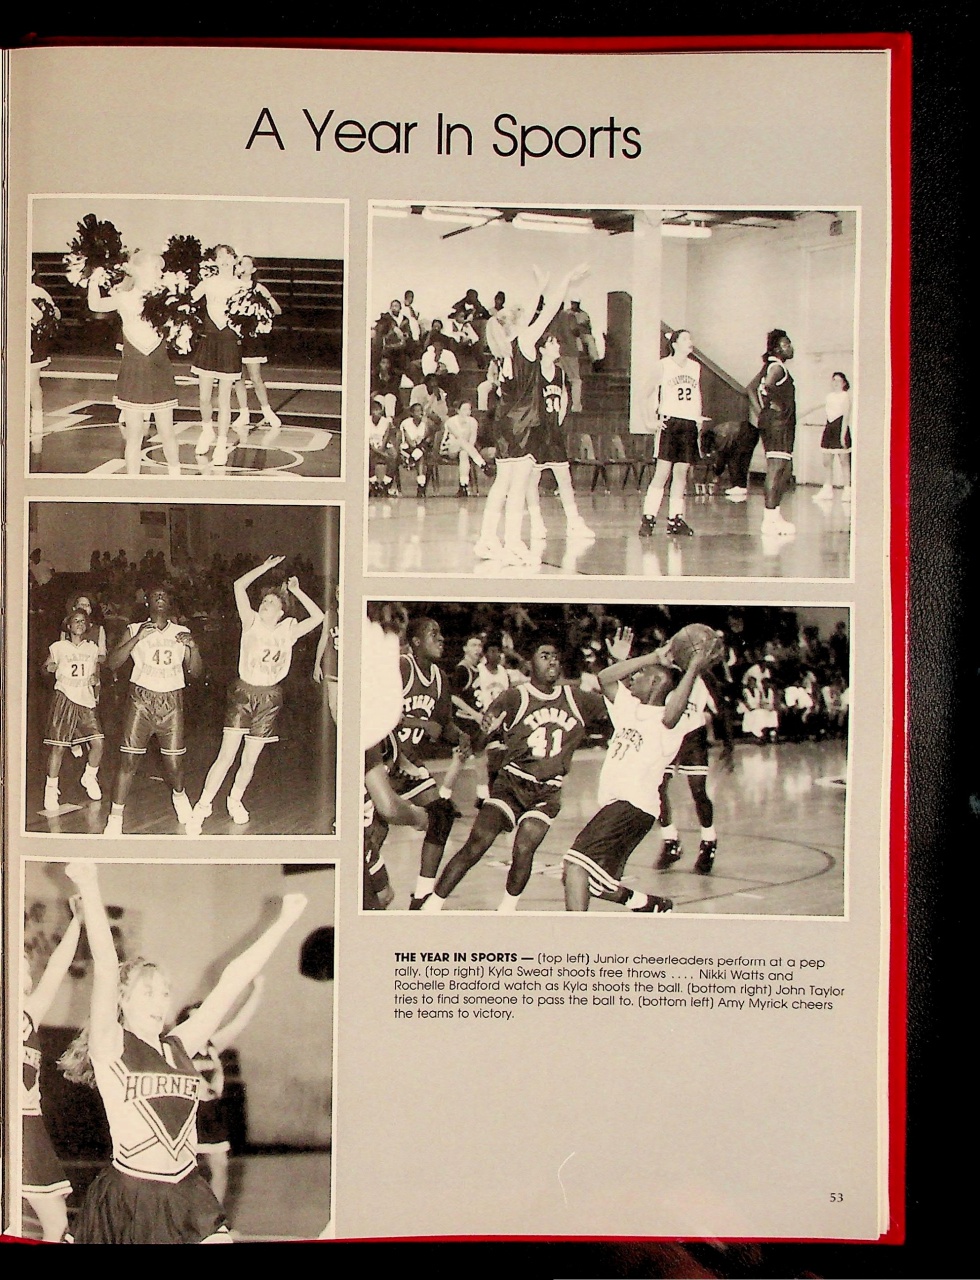 A Year In Sports
22
21
43
24
30
TIGERS
41
HORNE
THE YEAR IN SPORTS — (top left) Junior cheerleaders perform at a pep
rally. (top right) Kyla Sweat shoots free throws . . . . Nikki Watts and
Rochelle Bradford watch as Kyla shoots the ball. (bottom right) John Taylor
tries to find someone to pass the ball to. (bottom left) Amy Myrick cheers
the teams to victory.
53